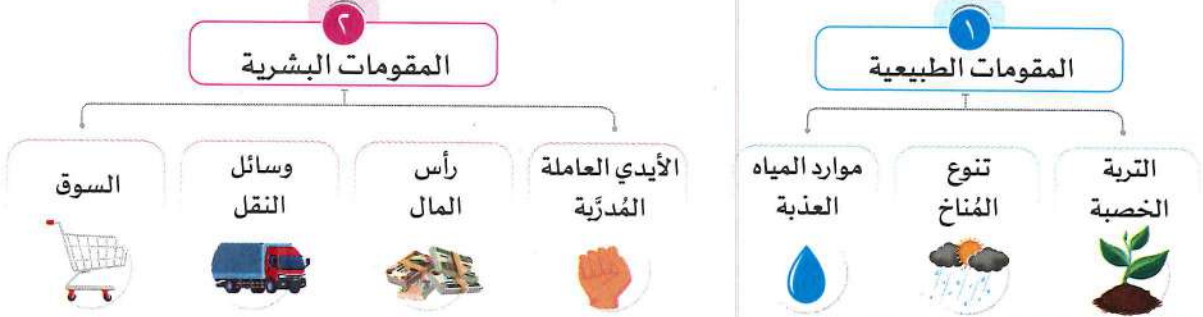 ١
المقومات الطبيعية
التربة
الخصبة
تنوع
المُناخ
موارد المياه
العذبة
٢
المقومات البشرية
الأيدي العاملة
المُدرَّبة
رأس
المال
وسائل
النقل
السوق